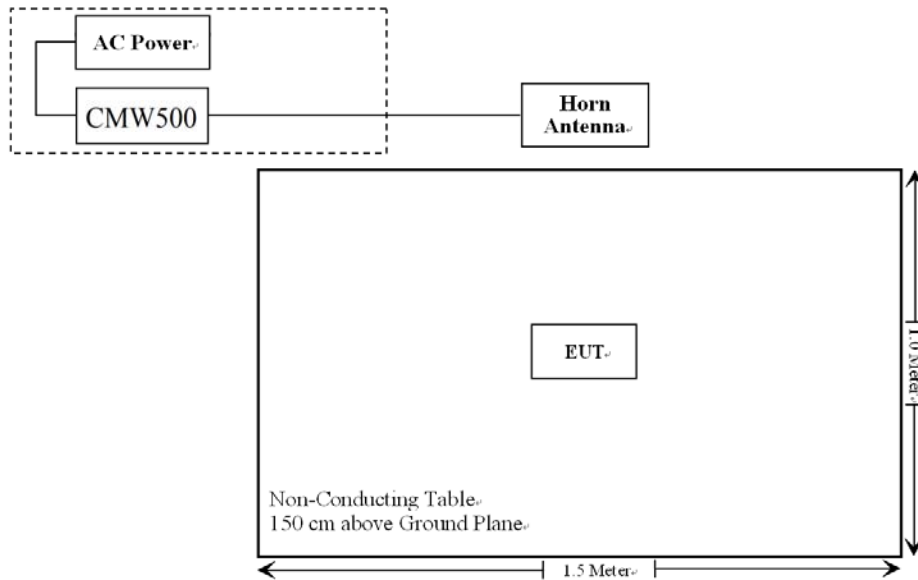 AC Power
CMW500
Horn
Antenna
EUT
1.0 Meter
Non-Conducting Table
150 cm above Ground Plane
1.5 Meter